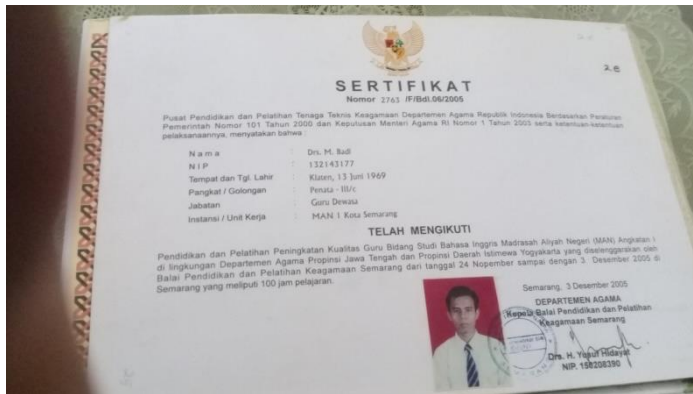 2.8
SERTIFIKAT
Nomor 2763 /F/Bdl.06/2005
Pusat Pendidikan dan Pelatihan Tenaga Teknis Keagamaan Departemen Agama Republik Indonesia Berdasarkan Peraturan
Pemerintah Nomor 101 Tahun 2000 dan Keputusan Menteri Agama RI Nomor 1 Tahun 2003 serta ketentuan-ketentuan
pelaksanaannya, menyatakan bahwa :
Nama : Drs. M. Badi
NIP : 132143177
Tempat dan Tgl. Lahir : Klaten, 13 Juni 1969
Pangkat / Golongan : Penata - III/c
Jabatan : Guru Dewasa
Instansi / Unit Kerja : MAN 1 Kota Semarang
TELAH MENGIKUTI
Pendidikan dan Pelatihan Peningkatan Kualitas Guru Bidang Studi Bahasa Inggris Madrasah Aliyah Negeri (MAN) Angkatan I
di lingkungan Departemen Agama Propinsi Jawa Tengah dan Propinsi Daerah Istimewa Yogyakarta yang diselenggarakan oleh
Balai Pendidikan dan Pelatihan Keagamaan Semarang dari tanggal 24 Nopember sampai dengan 3 Desember 2005 di
Semarang yang meliputi 100 jam pelajaran.
Semarang, 3 Desember 2005
DEPARTEMEN AGAMA
Kepala Balai Pendidikan dan Pelatihan
Keagamaan Semarang
Drs. H. Yusuf Hidayat
NIP. 150208390